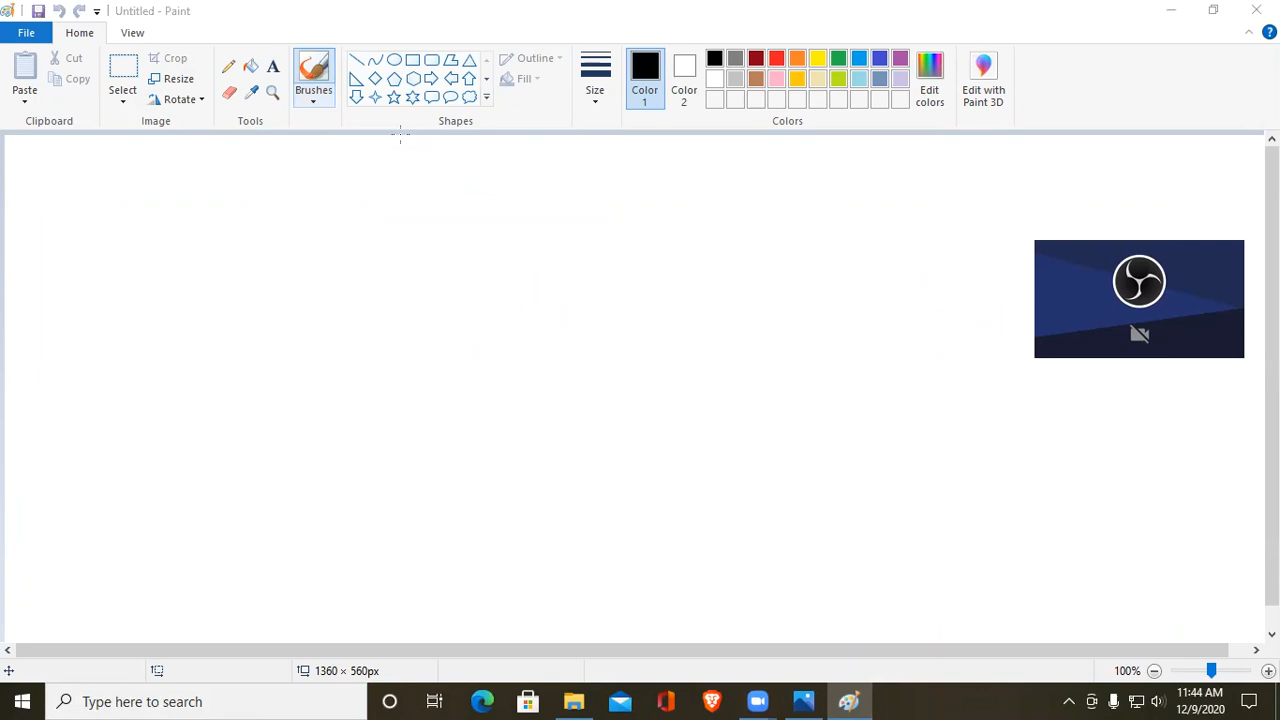 Untitled - Paint
File
Home
View
Paste
Cut
Copy
Clipboard
Select
Crop
Resize
Rotate
Image
A
Tools
Brushes
Shapes
Outline
Fill
Size
Color
1
Color
2
Edit
colors
Colors
Edit with
Paint 3D
1360 × 560px
100%
Type here to search
11:44 AM
12/9/2020